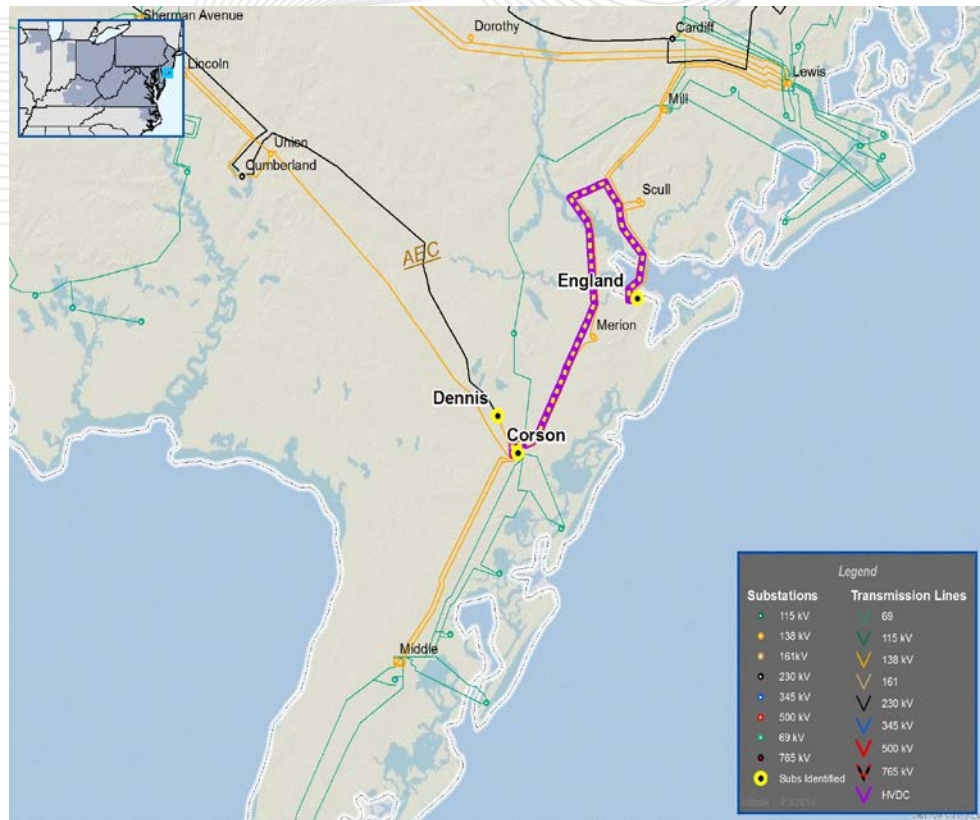 Sherman Avenue
Lincoln
Dorothy
Cardiff
Lewis
Mill
Union
Cumberland
Scull
AEC
England
Merion
Dennis
Corson
Middle
Legend
Substations
115 kV
138 kV
161kV
230 kV
345 kV
500 kV
69 kV
765 kV
Subs Identified
Transmission Lines
69
115 kV
138 kV
161
230 kV
345 kV
500 kV
765 kV
HVDC